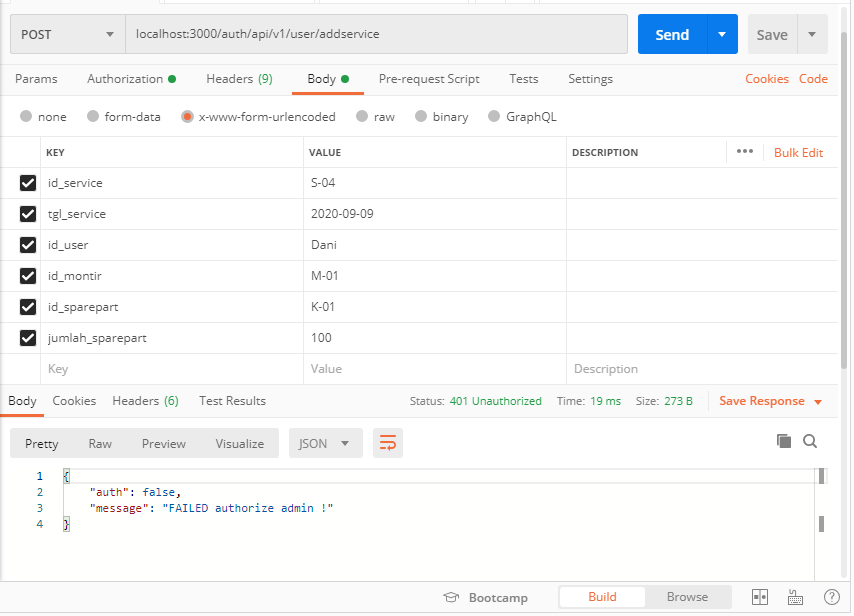 POST localhost:3000/auth/api/v1/user/addservice Send Save
Params Authorization Headers (9) Body Pre-request Script Tests Settings Cookies Code
none form-data x-www-form-urlencoded raw binary GraphQL
KEY VALUE DESCRIPTION ••• Bulk Edit
id_service S-04
tgl_service 2020-09-09
id_user Dani
id_montir M-01
id_sparepart K-01
jumlah_sparepart 100
Key Value Description
Body Cookies Headers (6) Test Results Status: 401 Unauthorized Time: 19 ms Size: 273 B Save Response
Pretty Raw Preview Visualize JSON
1 {
2 "auth": false,
3 "message": "FAILED authorize admin !"
4 }
Bootcamp Build Browse ?